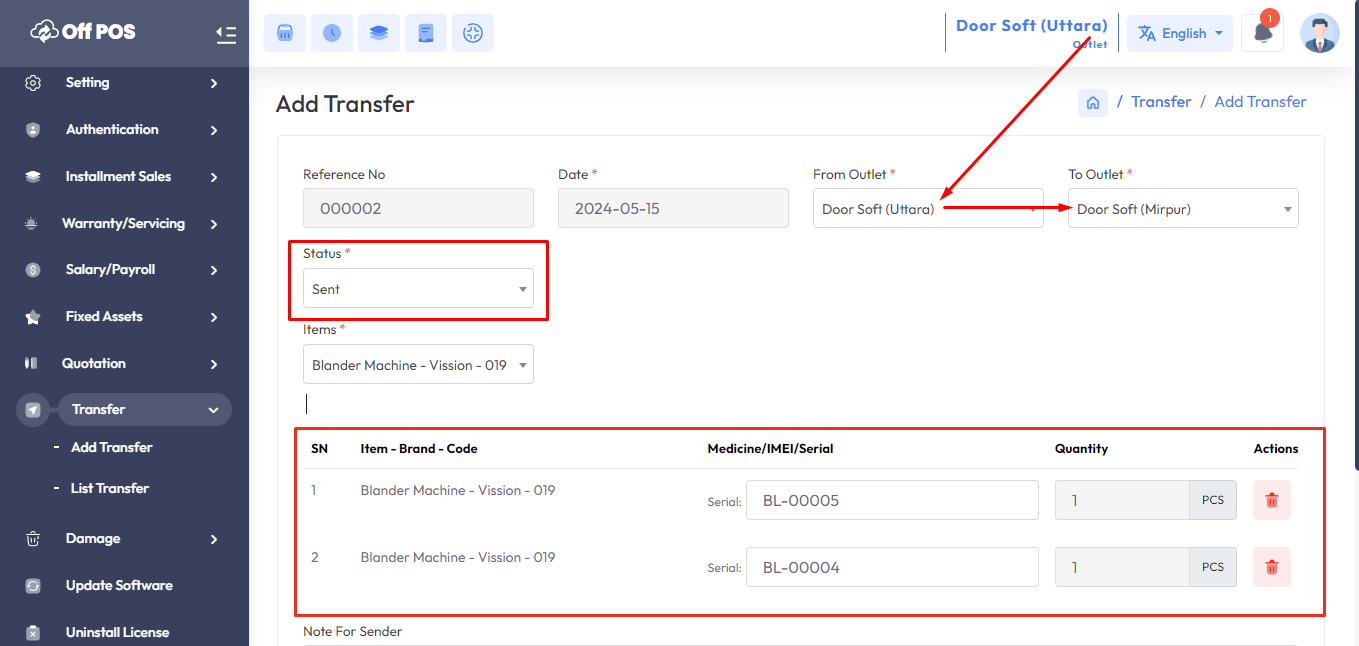 Off POS
Setting
Authentication
Installment Sales
Warranty/Servicing
Salary/Payroll
Fixed Assets
Quotation
Transfer
- Add Transfer
- List Transfer
Damage
Update Software
Uninstall License
Door Soft (Uttara)
Outlet
English
1
Add Transfer
/ Transfer / Add Transfer
Reference No
000002
Date *
2024-05-15
From Outlet *
Door Soft (Uttara)
To Outlet *
Door Soft (Mirpur)
Status *
Sent
Items *
Blander Machine - Vission - 019
SN Item - Brand - Code Medicine/IMEI/Serial Quantity Actions
1 Blander Machine - Vission - 019 Serial: BL-00005 1 PCS
2 Blander Machine - Vission - 019 Serial: BL-00004 1 PCS
Note For Sender